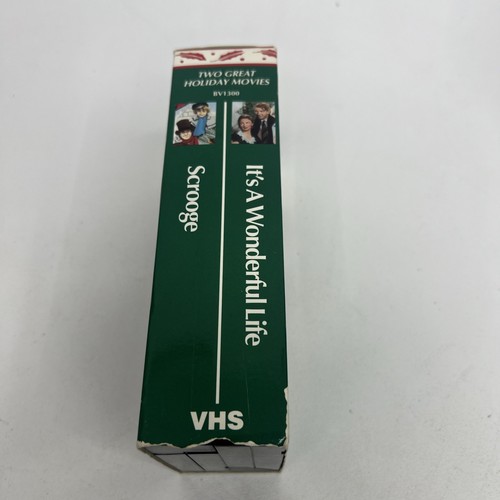 TWO GREAT
HOLIDAY MOVIES
BV1300
Scrooge
It's A Wonderful Life
VHS